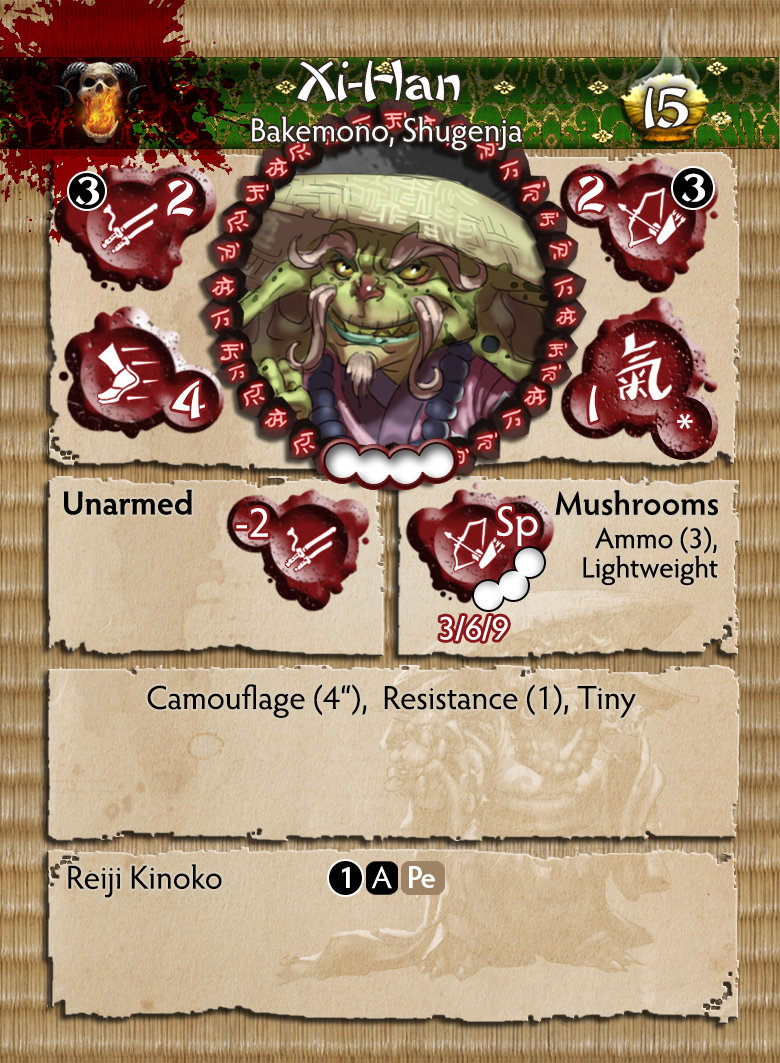 Xi-Han
15
Bakemono, Shugenja
3 2
2 3
4
氣
1 *
Unarmed
-2
Mushrooms
Sp
Ammo (3),
Lightweight
3/6/9
Camouflage (4“), Resistance (1), Tiny
Reiji Kinoko 1 A Pe